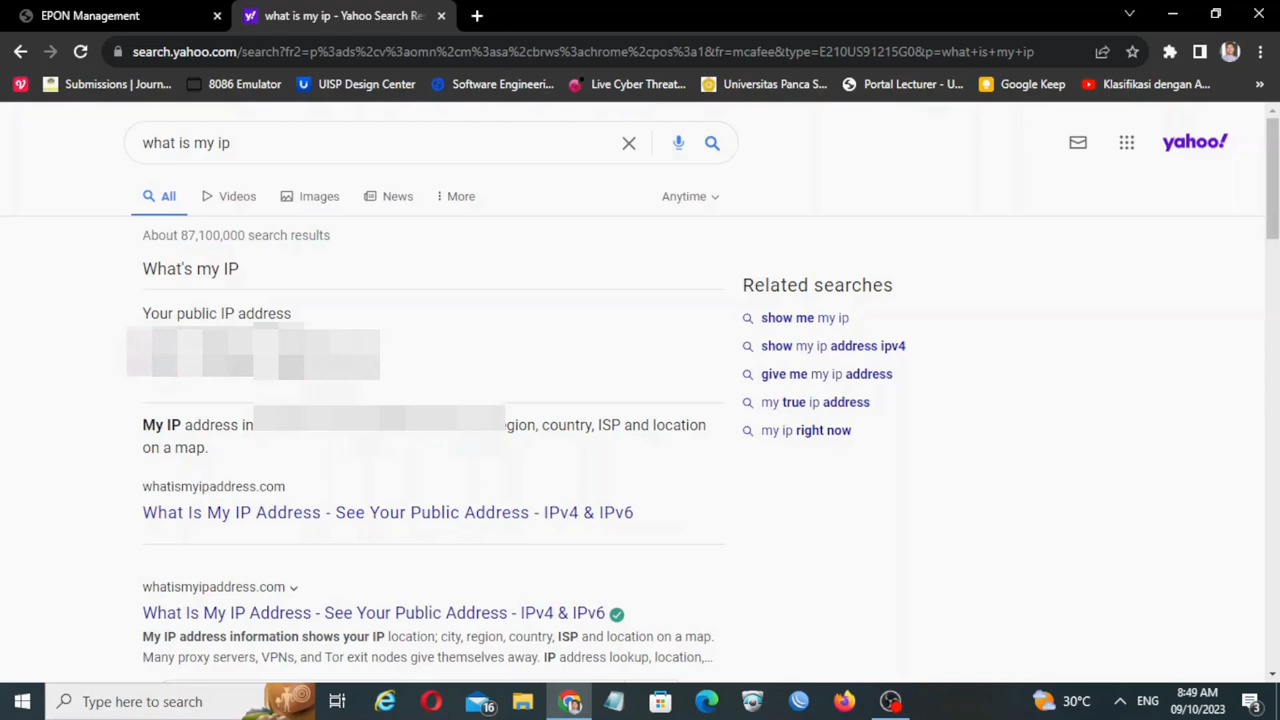 EPON Management
what is my ip - Yahoo Search Re
search.yahoo.com/search?fr2=p%3ads%2cv%3aomn%2cm%3asa%2cbrws%3achrome%2cpos%3a1&fr=mcafee&type=E210US91215G0&p=what+is+my+ip
Submissions | Journ...
8086 Emulator
UISP Design Center
Software Engineeri...
Live Cyber Threat...
Universitas Panca S...
Portal Lecturer - U...
Google Keep
Klasifikasi dengan A...
»
what is my ip
yahoo!
All
Videos
Images
News
More
Anytime
About 87,100,000 search results
What's my IP
Your public IP address
My IP address in
egion, country, ISP and location
on a map.
whatismyipaddress.com
What Is My IP Address - See Your Public Address - IPv4 & IPv6
whatismyipaddress.com
What Is My IP Address - See Your Public Address - IPv4 & IPv6
My IP address information shows your IP location; city, region, country, ISP and location on a map.
Many proxy servers, VPNs, and Tor exit nodes give themselves away. IP address lookup, location,...
Related searches
show me my ip
show my ip address ipv4
give me my ip address
my true ip address
my ip right now
Type here to search
16
30°C
ENG
8:49 AM
09/10/2023
3